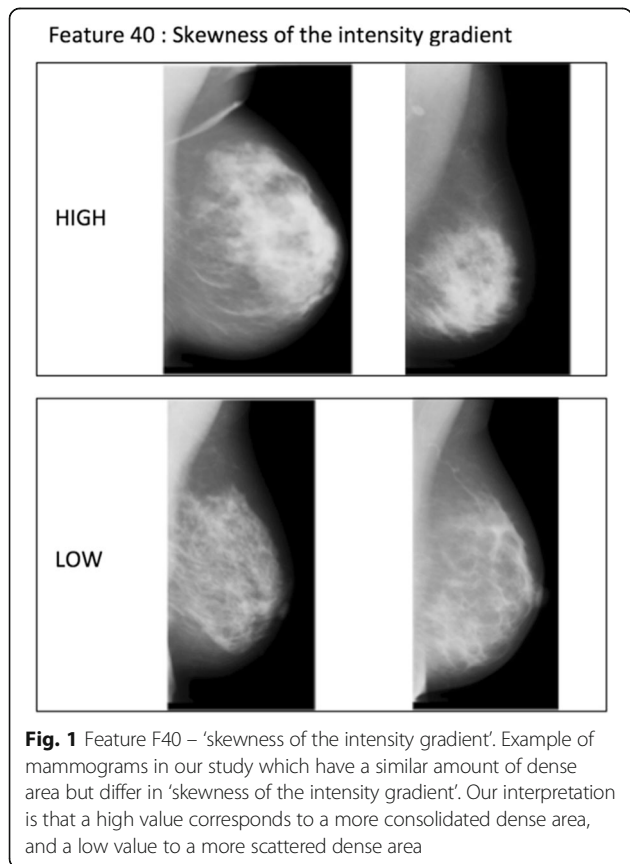 Feature 40 : Skewness of the intensity gradient
HIGH
LOW
Fig. 1 Feature F40 – ‘skewness of the intensity gradient’. Example of
mammograms in our study which have a similar amount of dense
area but differ in ‘skewness of the intensity gradient’. Our interpretation
is that a high value corresponds to a more consolidated dense area,
and a low value to a more scattered dense area